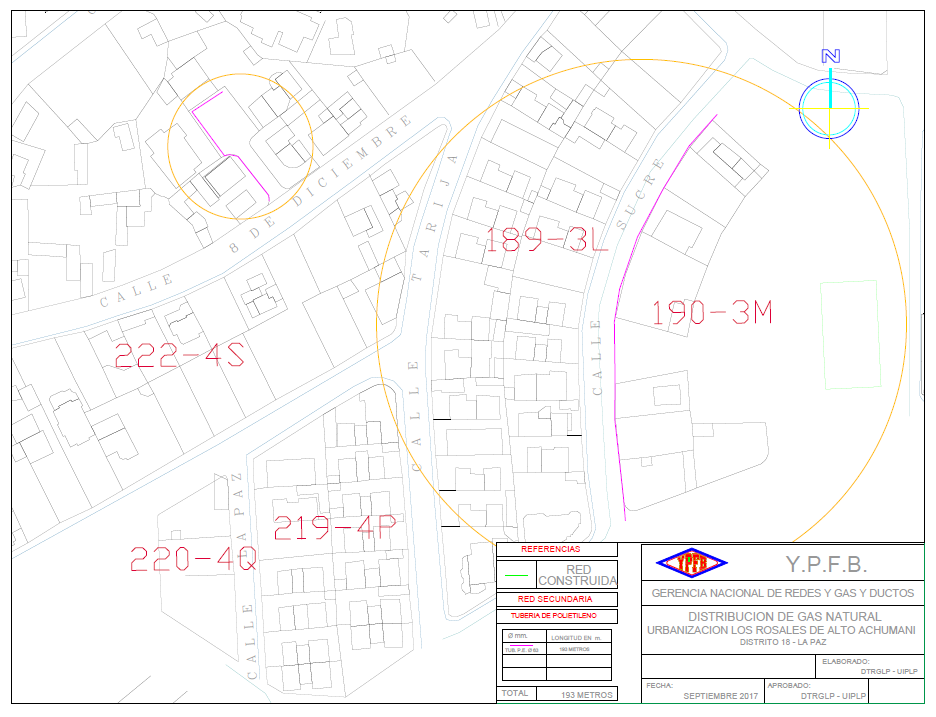 N
CALLE 8 DE DICIEMBRE
CALLE TARIJA
CALLE SUCRE
189-3L
190-3M
222-4S
219-4P
220-4Q
CALLE LA PAZ
REFERENCIAS
RED
CONSTRUIDA
RED SECUNDARIA
TUBERIA DE POLIETILENO
Ø mm.
LONGITUD EN m.
TUB. P.E. Ø 63
193 METROS
TOTAL
193 METROS
YPFB
Y.P.F.B.
GERENCIA NACIONAL DE REDES Y GAS Y DUCTOS
DISTRIBUCION DE GAS NATURAL
URBANIZACION LOS ROSALES DE ALTO ACHUMANI
DISTRITO 18 - LA PAZ
ELABORADO:
DTRGLP - UIPLP
FECHA:
SEPTIEMBRE 2017
APROBADO:
DTRGLP - UIPLP